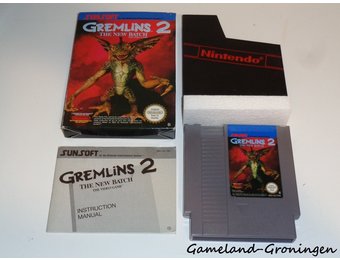 SUNSOFT
GREMLINS 2
THE NEW BATCH
Nintendo
SUNSOFT
GREMLINS 2
THE NEW BATCH
THE VIDEO GAME
INSTRUCTION
MANUAL
GREMLINS 2
Gameland-Groningen